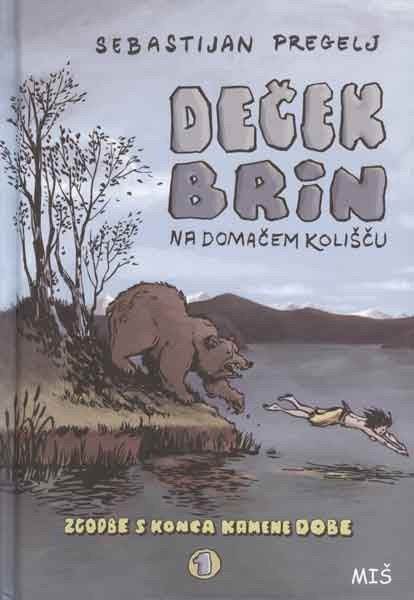 SEBASTIJAN PREGELJ
DEČEK
BRIN
NA DOMAČEM KOLIŠČU
ZGODBE S KONCA KAMENE DOBE
1
MIŠ